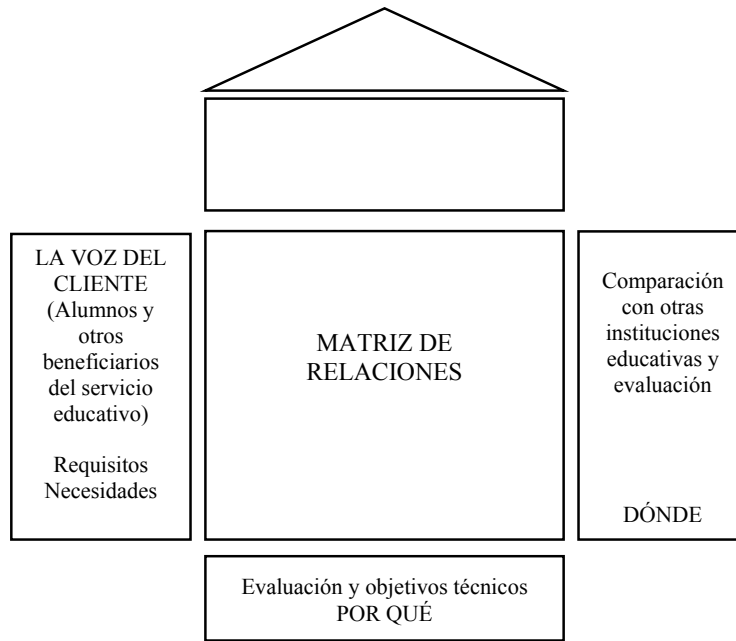 LA VOZ DEL
CLIENTE
(Alumnos y
otros
beneficiarios
del servicio
educativo)
Requisitos
Necesidades
MATRIZ DE
RELACIONES
Comparación
con otras
instituciones
educativas y
evaluación
DÓNDE
Evaluación y objetivos técnicos
POR QUÉ